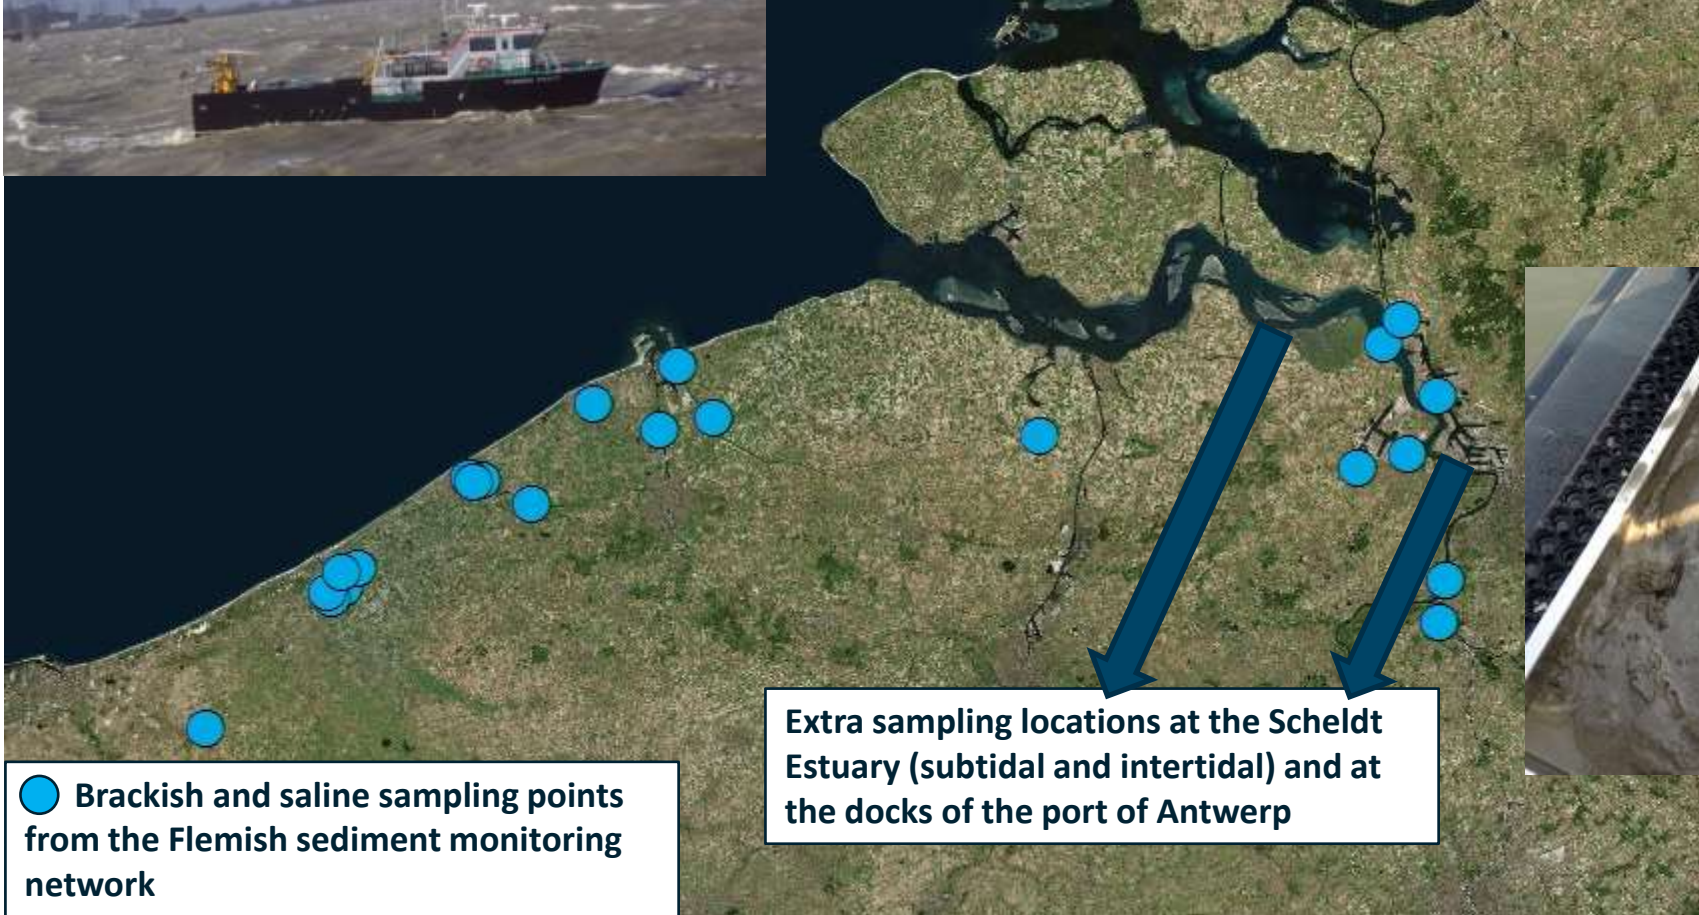 Extra sampling locations at the Scheldt
Estuary (subtidal and intertidal) and at
the docks of the port of Antwerp
Brackish and saline sampling points
from the Flemish sediment monitoring
network